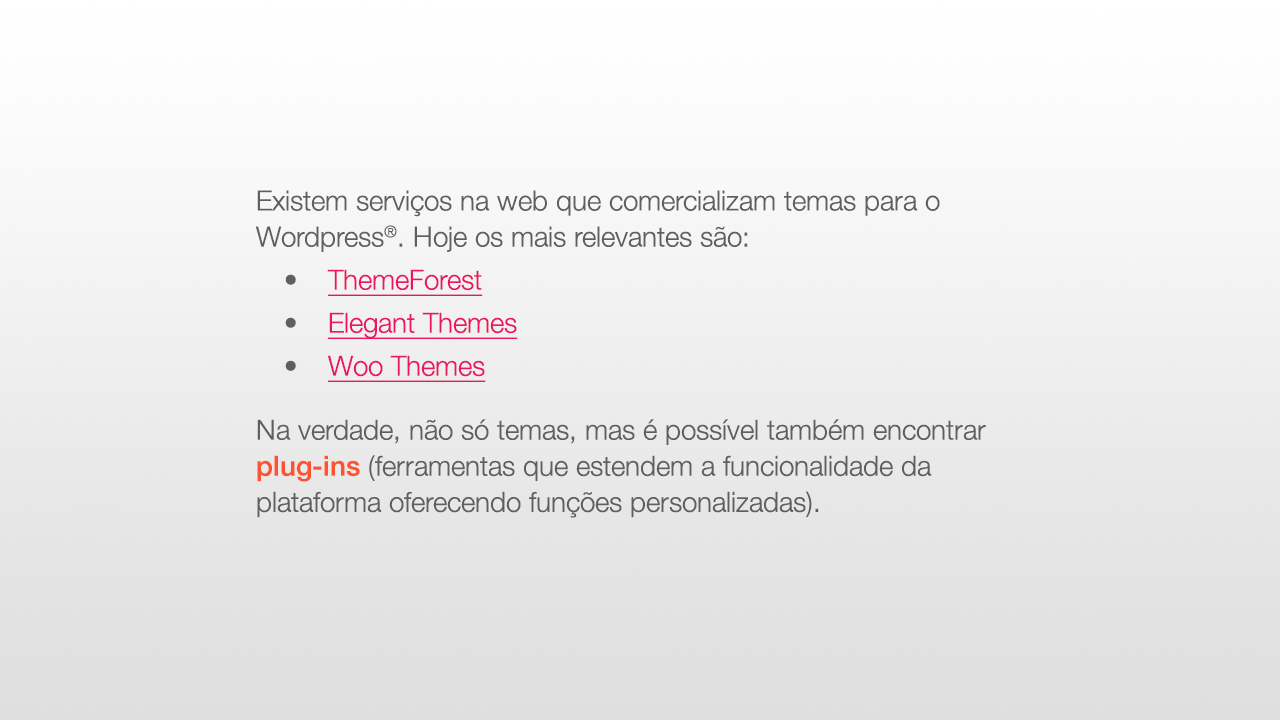 Existem serviços na web que comercializam temas para o
Wordpress®. Hoje os mais relevantes são:
• ThemeForest
• Elegant Themes
• Woo Themes
Na verdade, não só temas, mas é possível também encontrar
plug-ins (ferramentas que estendem a funcionalidade da
plataforma oferecendo funções personalizadas).